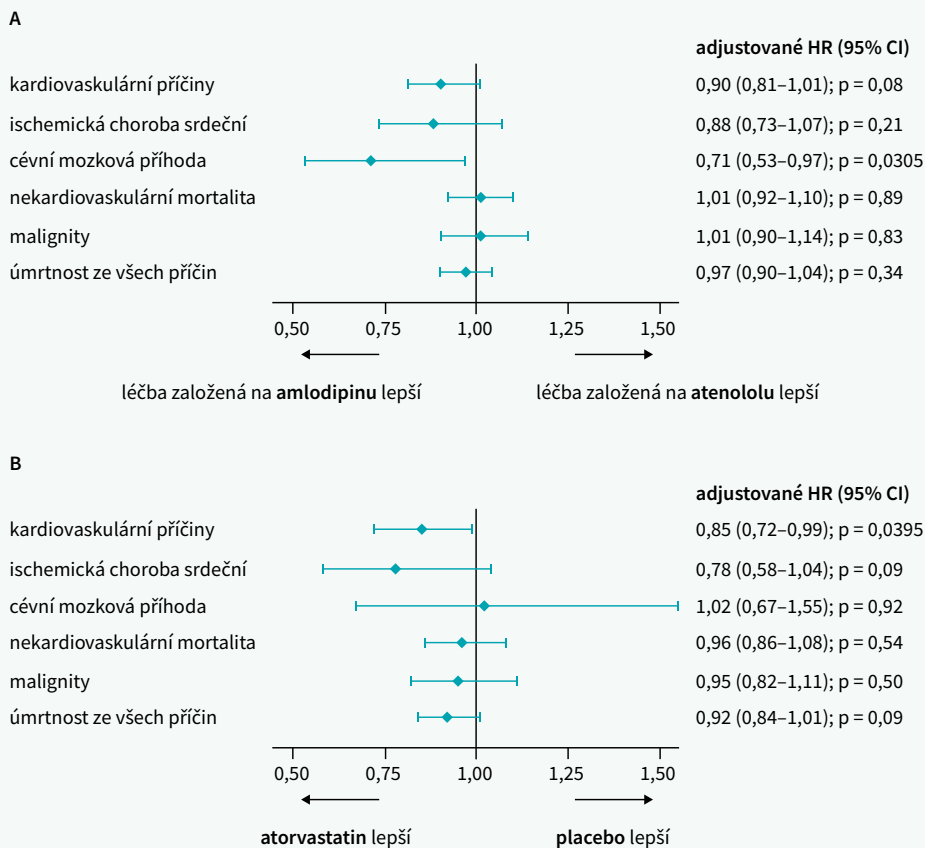 A
adjustované HR (95% CI)
kardiovaskulární příčiny 0,90 (0,81–1,01); p = 0,08
ischemická choroba srdeční 0,88 (0,73–1,07); p = 0,21
cévní mozková příhoda 0,71 (0,53–0,97); p = 0,0305
nekardiovaskulární mortalita 1,01 (0,92–1,10); p = 0,89
malignity 1,01 (0,90–1,14); p = 0,83
úmrtnost ze všech příčin 0,97 (0,90–1,04); p = 0,34
0,50 0,75 1,00 1,25 1,50
léčba založená na amlodipinu lepší léčba založená na atenololu lepší
B
adjustované HR (95% CI)
kardiovaskulární příčiny 0,85 (0,72–0,99); p = 0,0395
ischemická choroba srdeční 0,78 (0,58–1,04); p = 0,09
cévní mozková příhoda 1,02 (0,67–1,55); p = 0,92
nekardiovaskulární mortalita 0,96 (0,86–1,08); p = 0,54
malignity 0,95 (0,82–1,11); p = 0,50
úmrtnost ze všech příčin 0,92 (0,84–1,01); p = 0,09
0,50 0,75 1,00 1,25 1,50
atorvastatin lepší placebo lepší